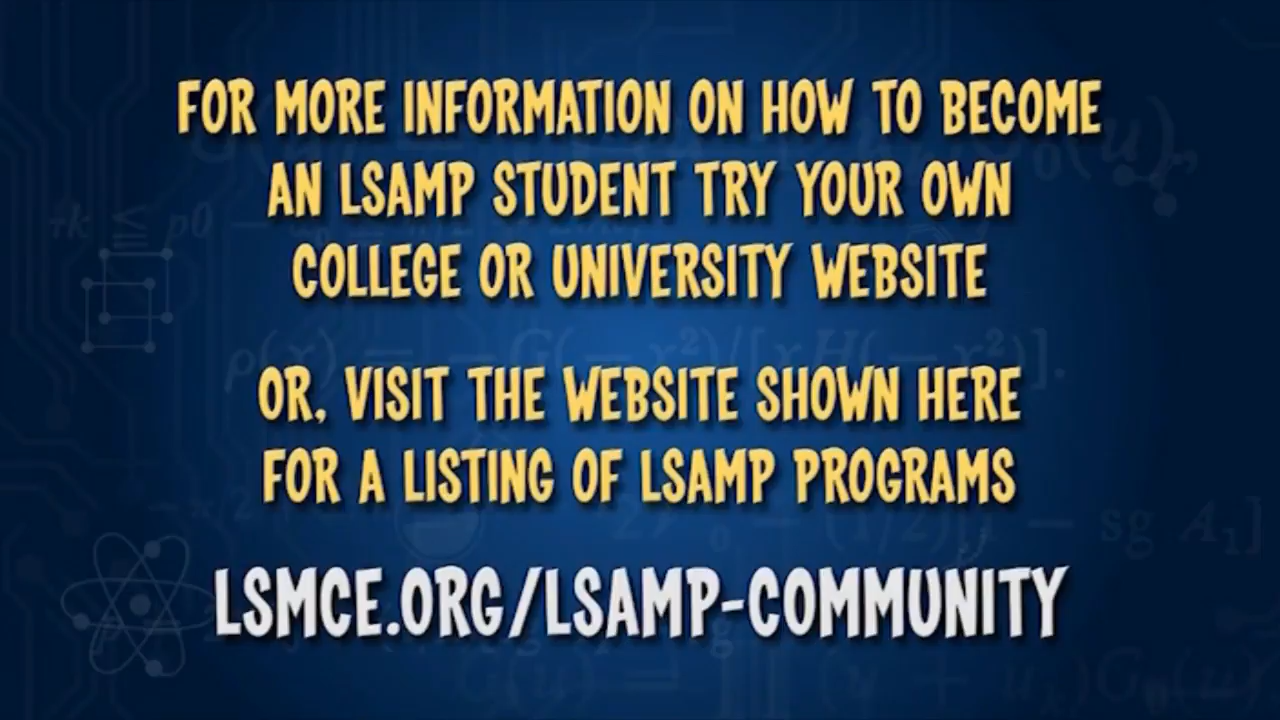 FOR MORE INFORMATION ON HOW TO BECOME
AN LSAMP STUDENT TRY YOUR OWN
COLLEGE OR UNIVERSITY WEBSITE
OR, VISIT THE WEBSITE SHOWN HERE
FOR A LISTING OF LSAMP PROGRAMS
LSMCE.ORG/LSAMP-COMMUNITY